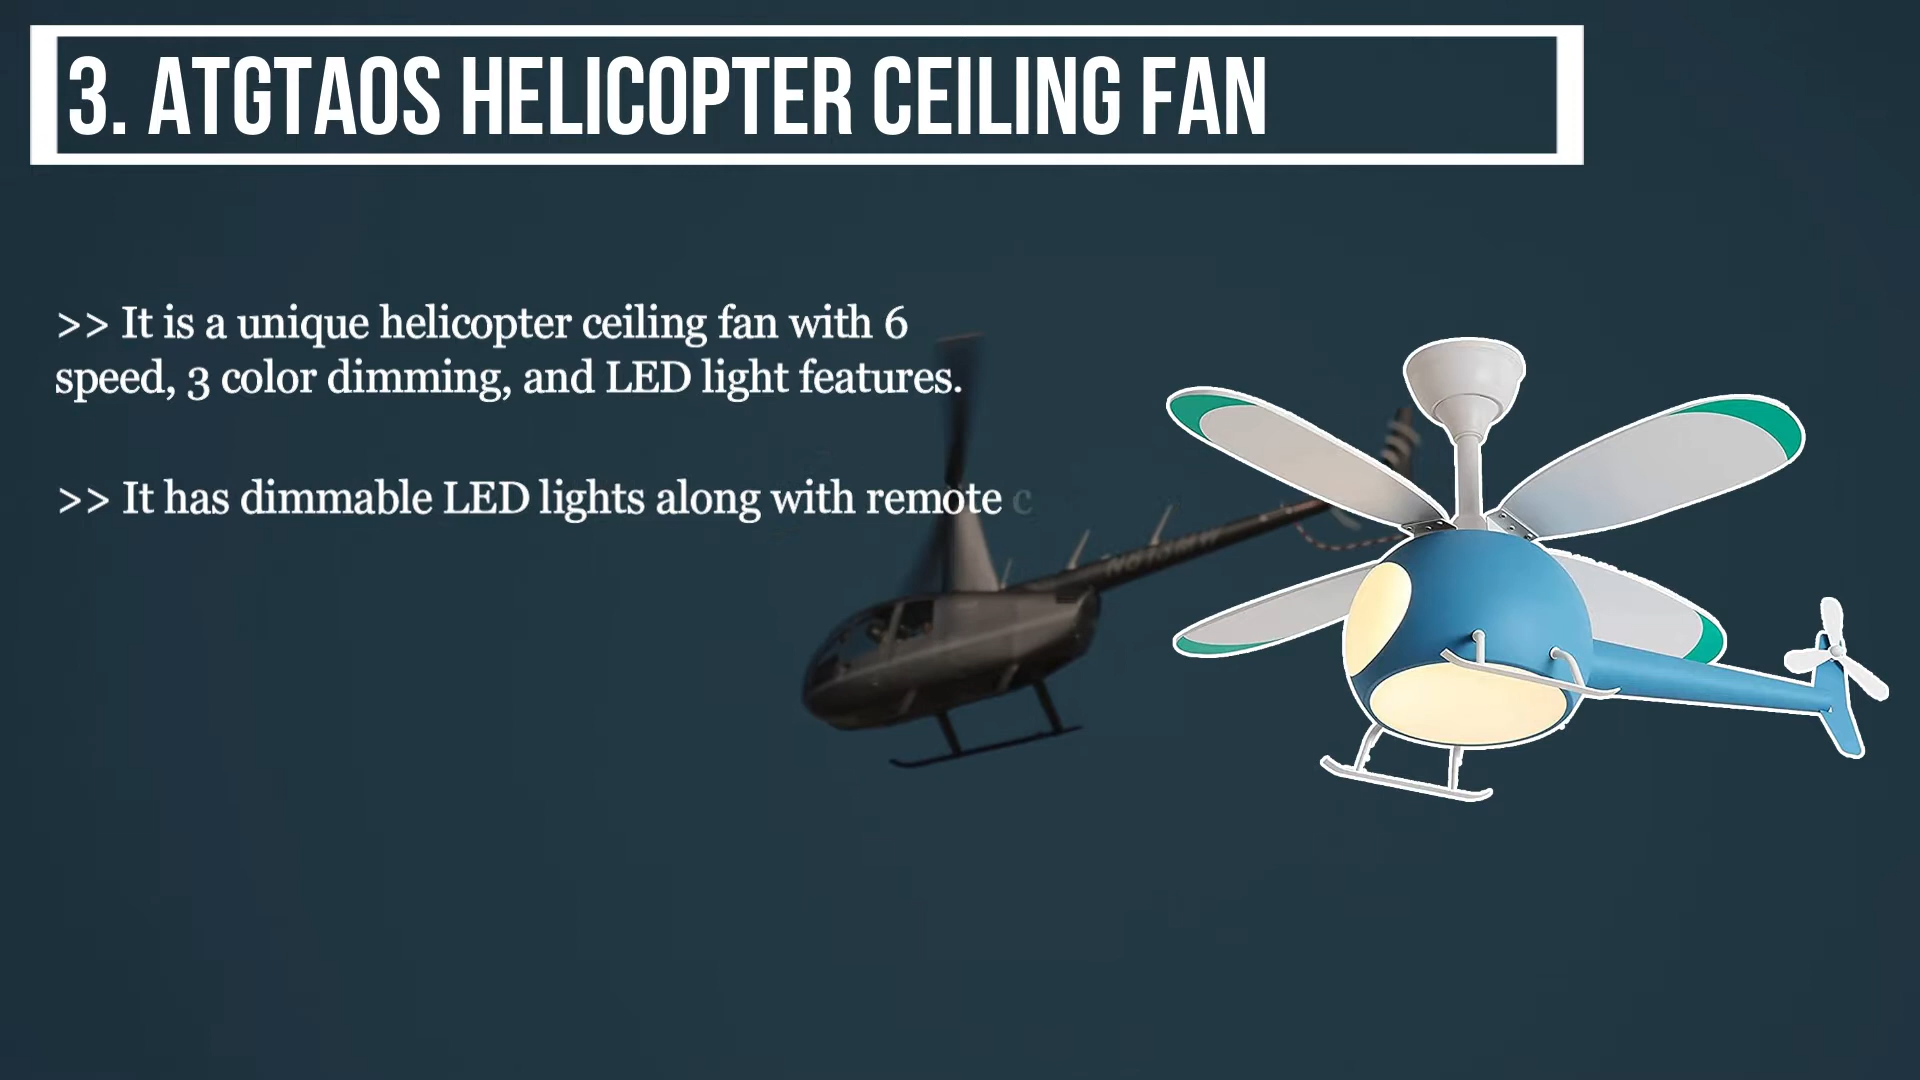 3. ATGTAOS HELICOPTER CEILING FAN
>> It is a unique helicopter ceiling fan with 6
speed, 3 color dimming, and LED light features.
>> It has dimmable LED lights along with remote c